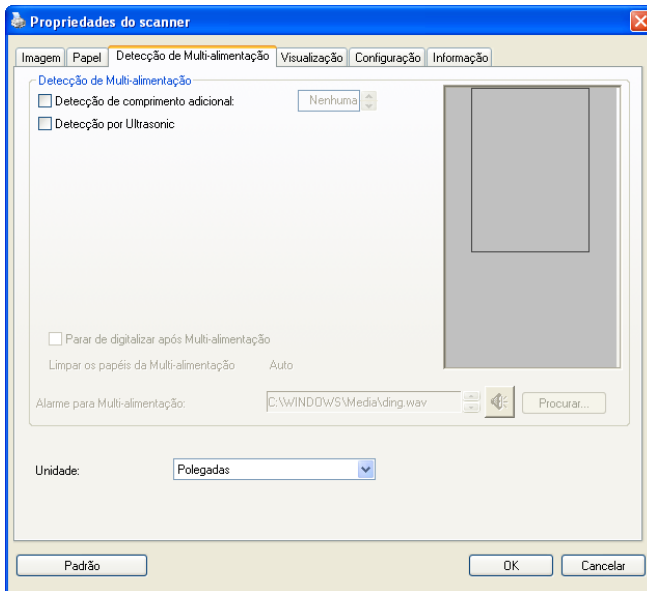 Propriedades do scanner
Imagem Papel Detecção de Multi-alimentação Visualização Configuração Informação
Detecção de Multi-alimentação
Detecção de comprimento adicional: Nenhuma
Detecção por Ultrasonic
Parar de digitalizar após Multi-alimentação
Limpar os papéis da Multi-alimentação Auto
Alarme para Multi-alimentação: C:\WINDOWS\Media\ding.wav Procurar...
Unidade: Polegadas
Padrão OK Cancelar